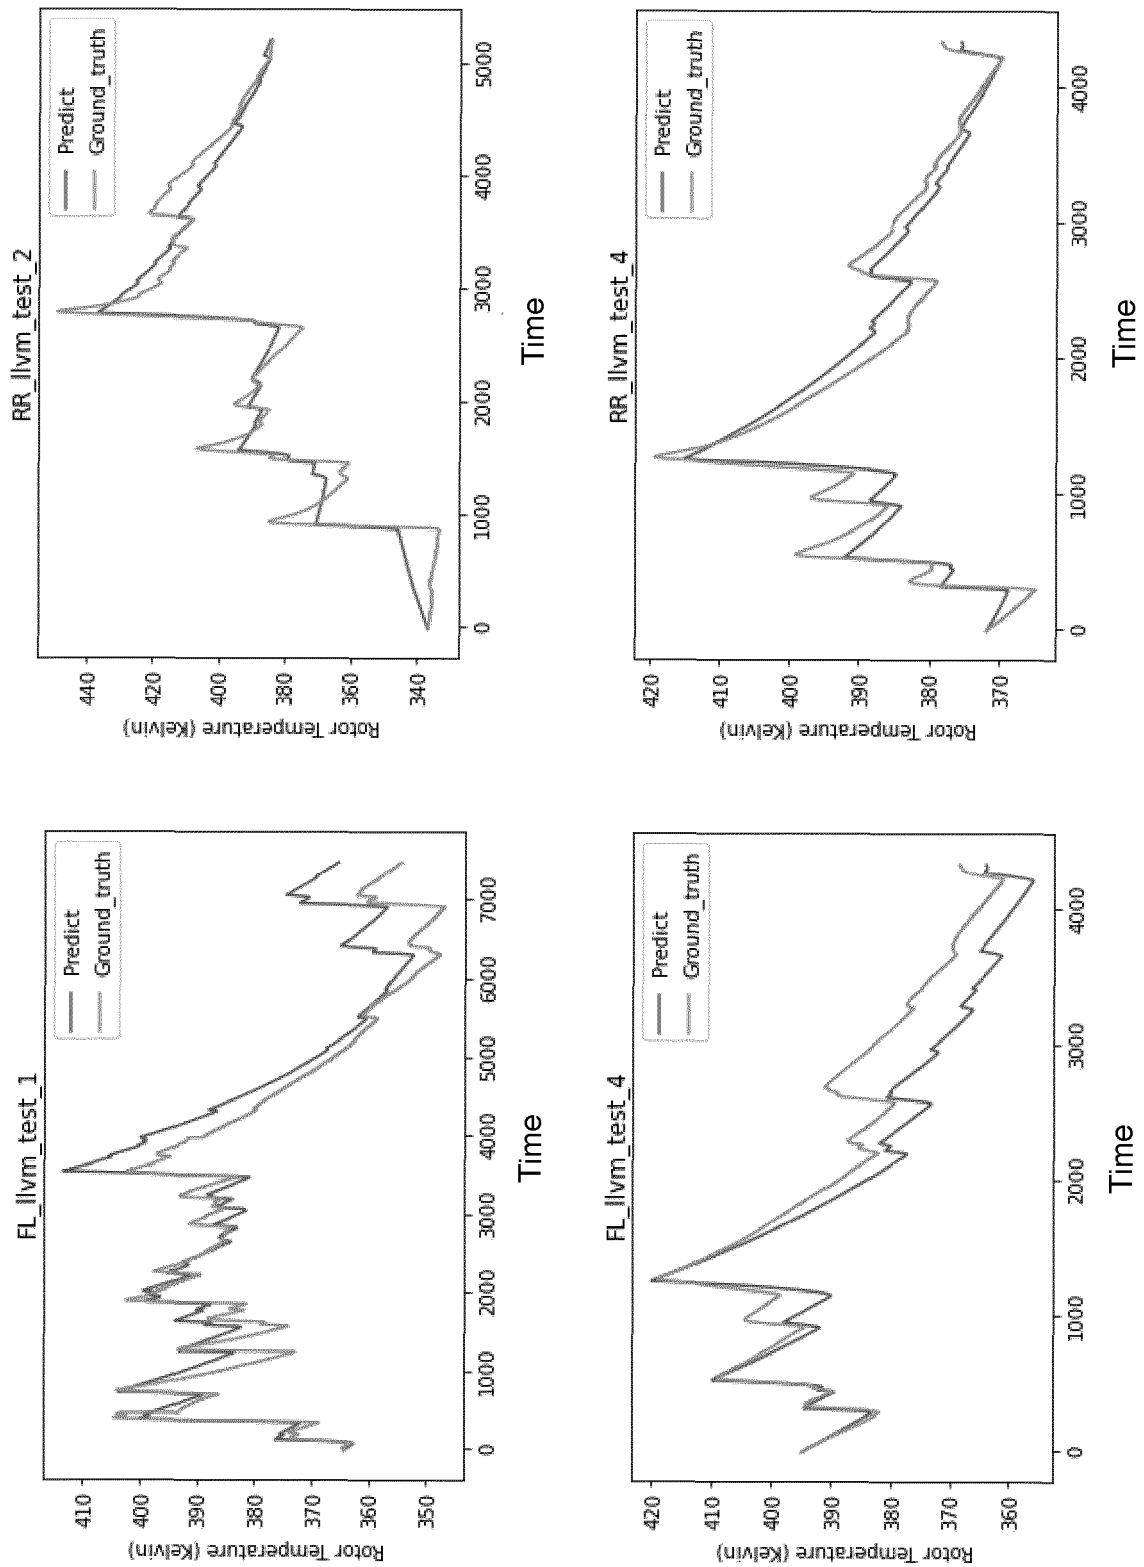 FL_llvm_test_1
Predict
Ground_truth
Rotor Temperature (Kelvin)
410
400
390
380
370
360
350
0
1000
2000
3000
4000
5000
6000
7000
Time
RR_llvm_test_2
Predict
Ground_truth
Rotor Temperature (Kelvin)
440
420
400
380
360
340
0
1000
2000
3000
4000
5000
Time
FL_llvm_test_4
Predict
Ground_truth
Rotor Temperature (Kelvin)
420
410
400
390
380
370
360
0
1000
2000
3000
4000
Time
RR_llvm_test_4
Predict
Ground_truth
Rotor Temperature (Kelvin)
420
410
400
390
380
370
0
1000
2000
3000
4000
Time